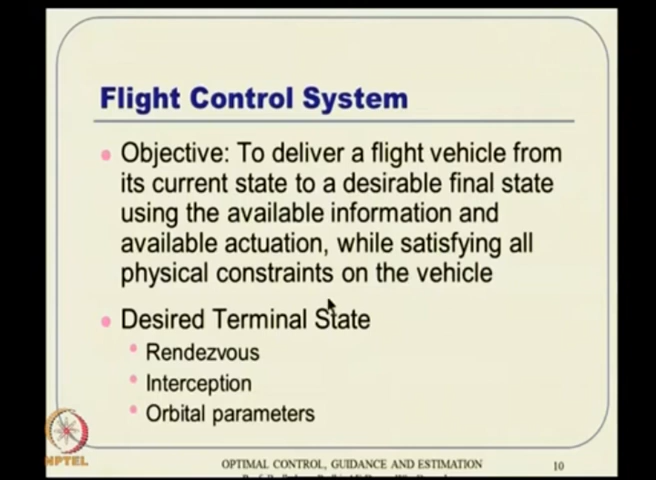 Flight Control System
Objective: To deliver a flight vehicle from
its current state to a desirable final state
using the available information and
available actuation, while satisfying all
physical constraints on the vehicle
Desired Terminal State
Rendezvous
Interception
Orbital parameters
NPTEL
OPTIMAL CONTROL, GUIDANCE AND ESTIMATION
10